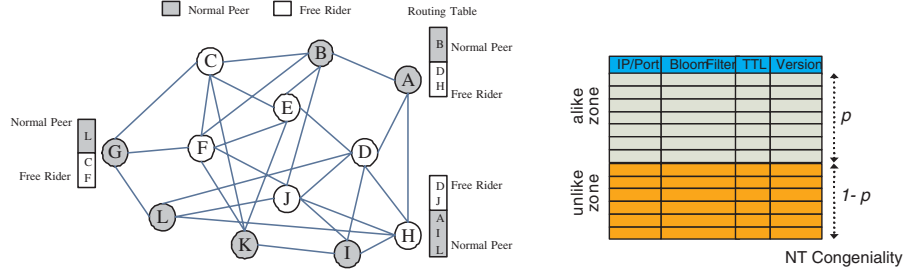 Normal Peer
Free Rider
Routing Table
B
Normal Peer
D
H
Free Rider
C
B
A
E
Normal Peer
L
G
C
F
Free Rider
F
D
D
J
Free Rider
A
I
L
Normal Peer
J
L
K
I
H
IP/Port BloomFilter TTL Version
alike
zone
p
unlike
zone
1-p
NT Congeniality